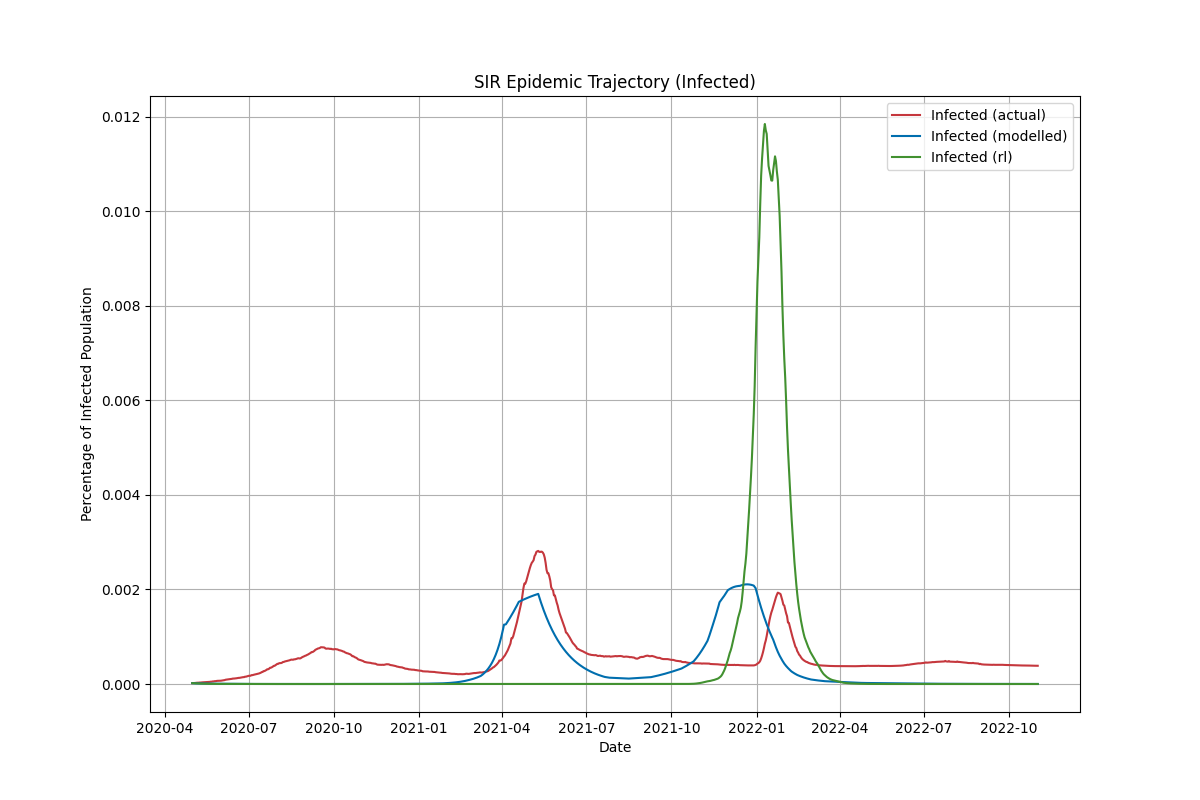 SIR Epidemic Trajectory (Infected)
Infected (actual)
Infected (modelled)
Infected (rl)
Percentage of Infected Population
0.012
0.010
0.008
0.006
0.004
0.002
0.000
2020-04 2020-07 2020-10 2021-01 2021-04 2021-07 2021-10 2022-01 2022-04 2022-07 2022-10
Date